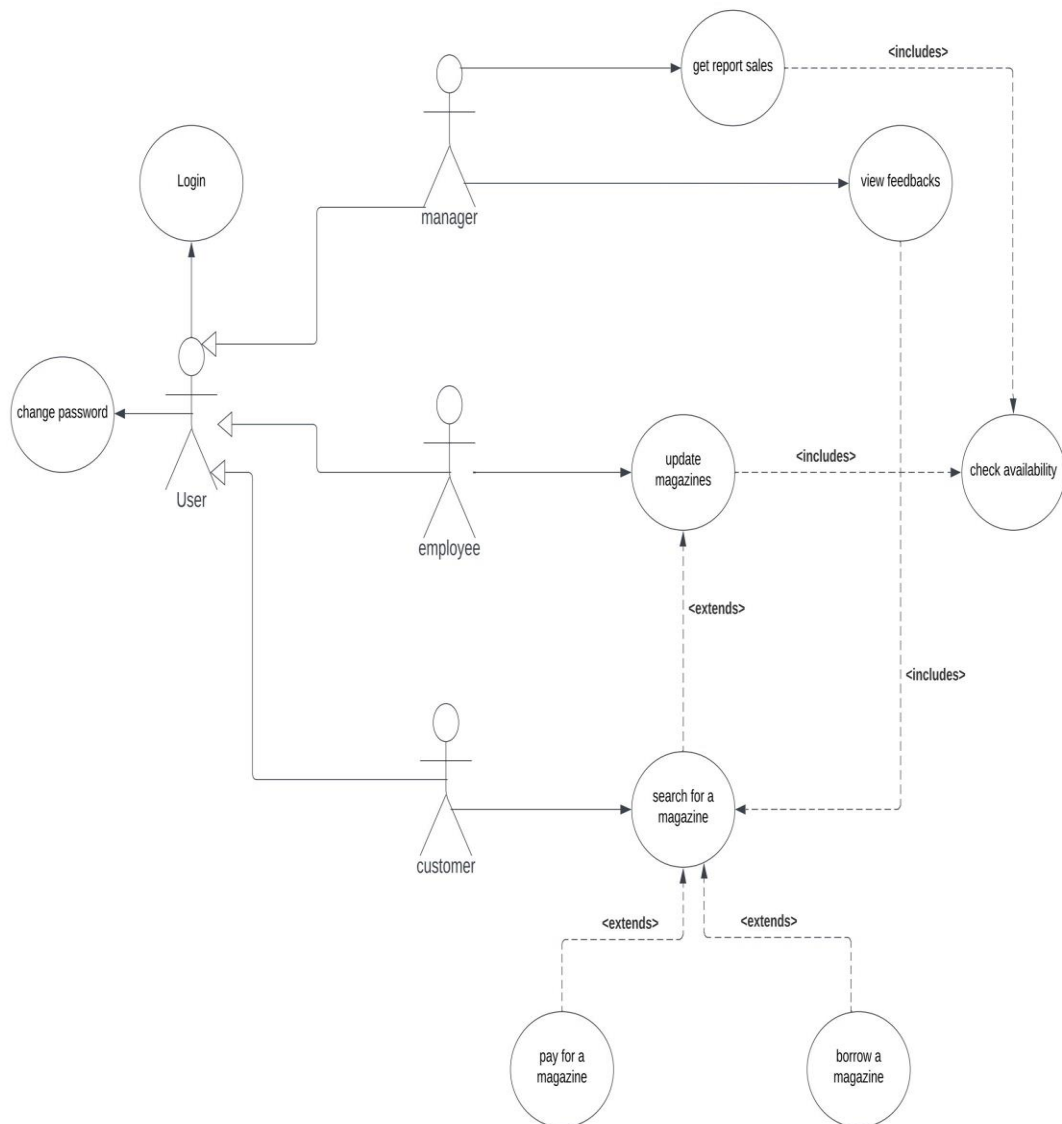 get report sales
<includes>
Login
view feedbacks
manager
change password
User
update
magazines
<includes>
check availability
employee
<extends>
<includes>
search for a
magazine
customer
<extends>
<extends>
pay for a
magazine
borrow a
magazine